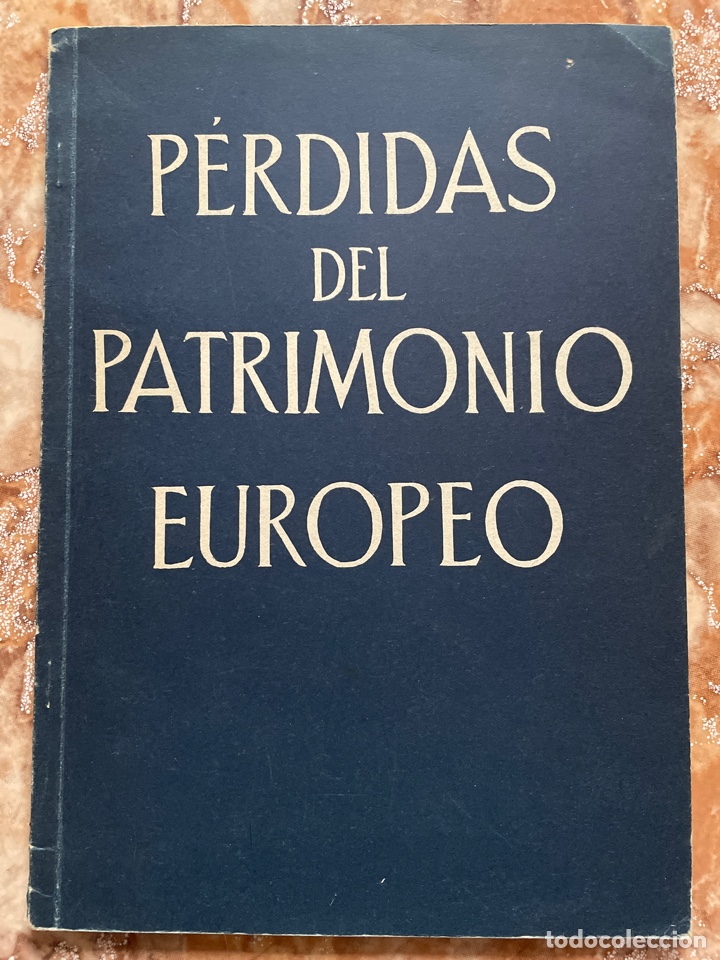 PÉRDIDAS
DEL
PATRIMONIO
EUROPEO
todocoleccion